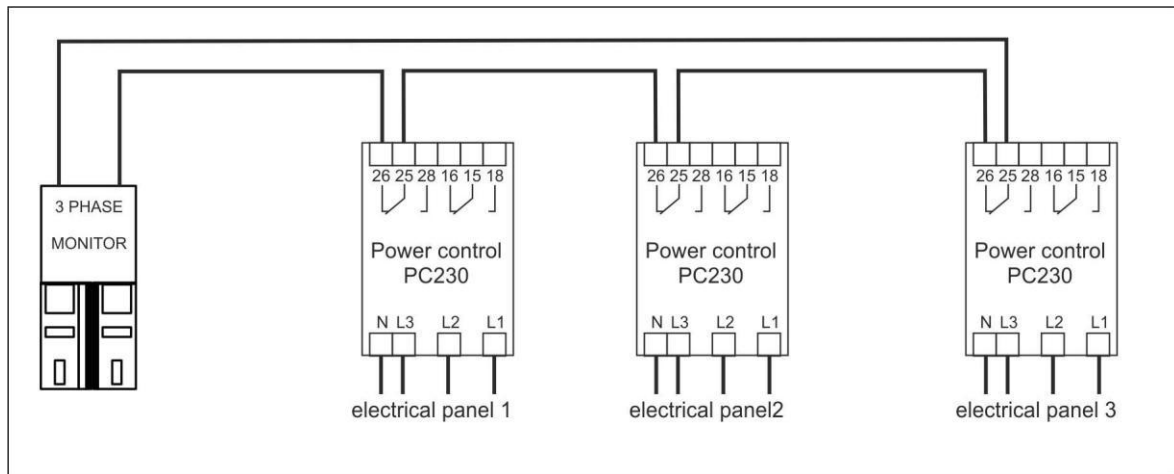 3 PHASE
MONITOR
26 25 28 16 15 18
Power control
PC230
N L3 L2 L1
electrical panel 1
26 25 28 16 15 18
Power control
PC230
N L3 L2 L1
electrical panel2
26 25 28 16 15 18
Power control
PC230
N L3 L2 L1
electrical panel 3